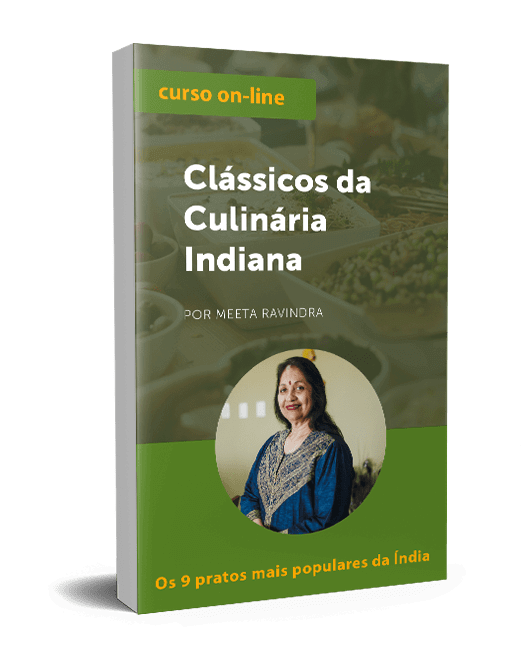 curso on-line
Clássicos da
Culinária
Indiana
POR MEETA RAVINDRA
Os 9 pratos mais populares da Índia